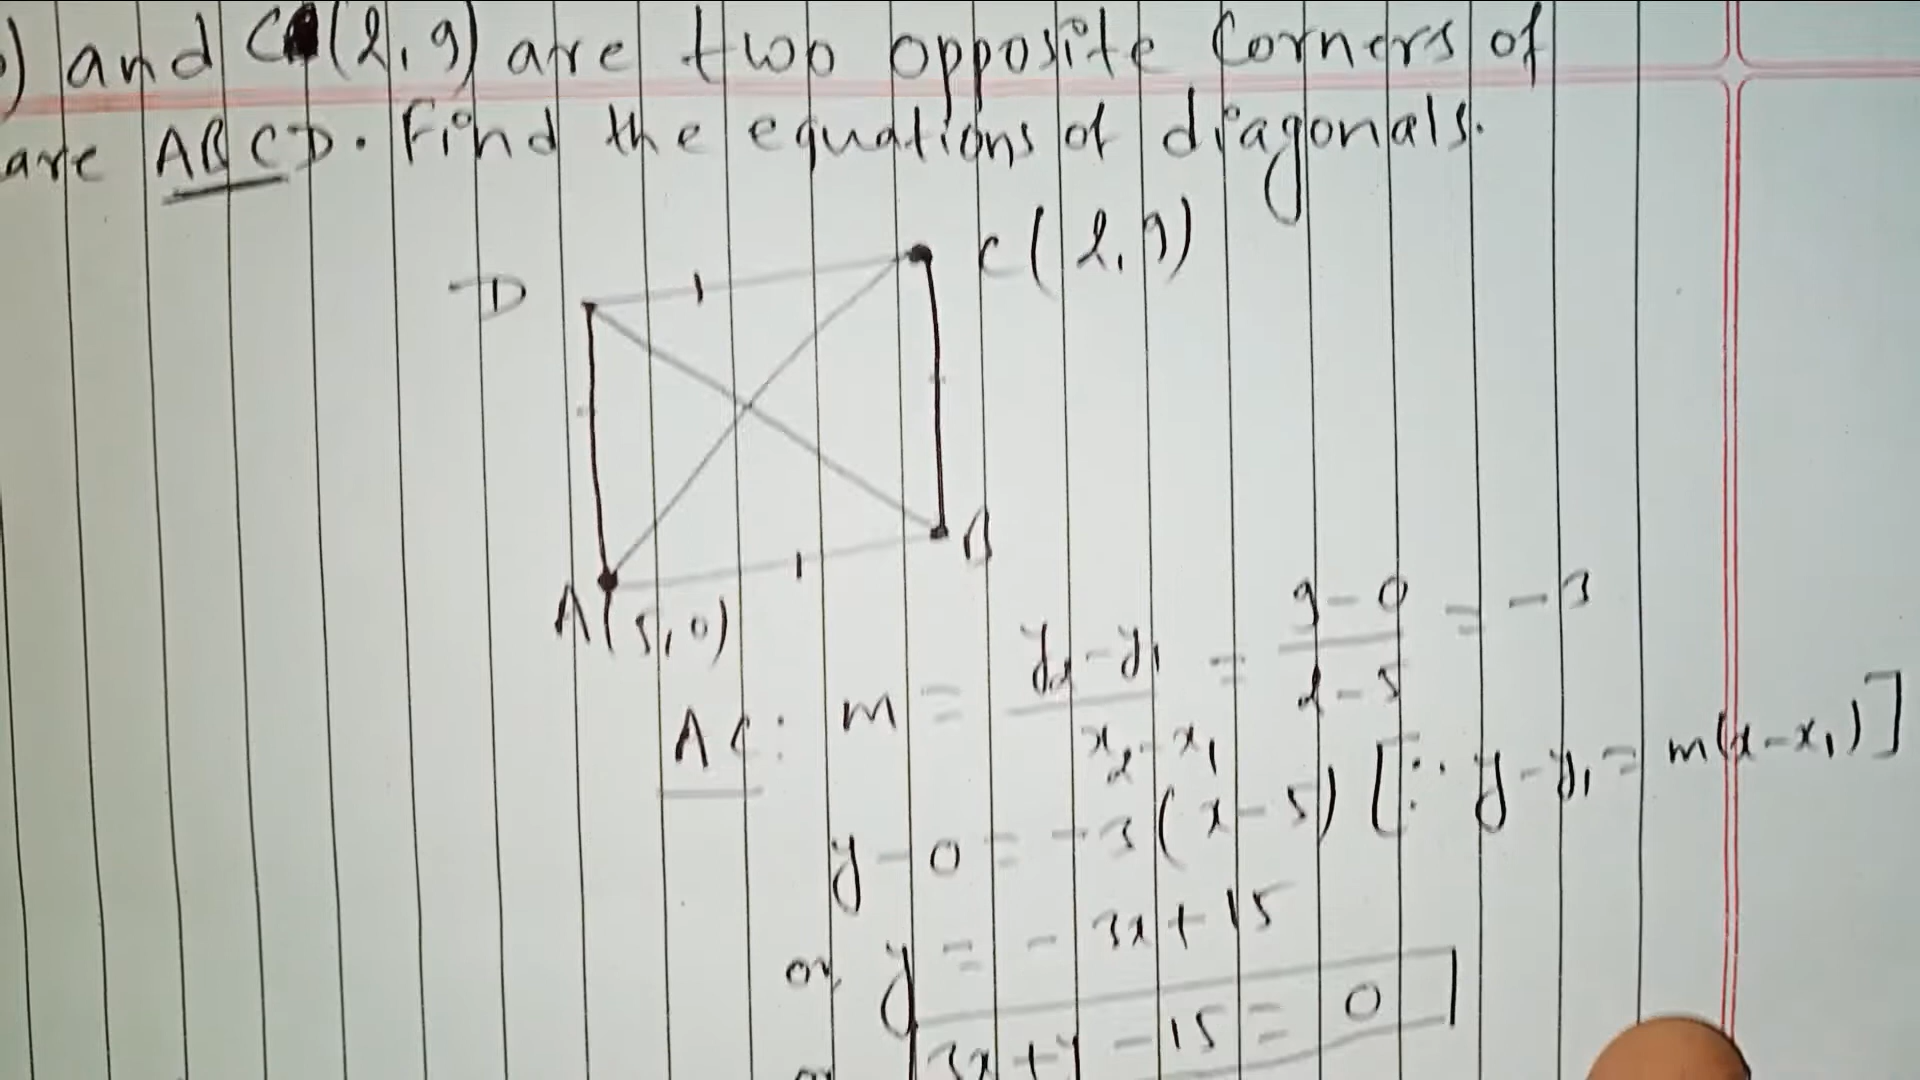 ) and C(2,9) are two opposite corners of
are ABCD. Find the equations of diagonals.
C(2,9)
D
B
A(5,0)
AC: m = y₂-y₁/x₂-x₁ = 9-0/2-5 = -3
y-0 = -3(x-5) [∵ y-y₁ = m(x-x₁)]
or y = -3x+15
or 3x+y-15=0